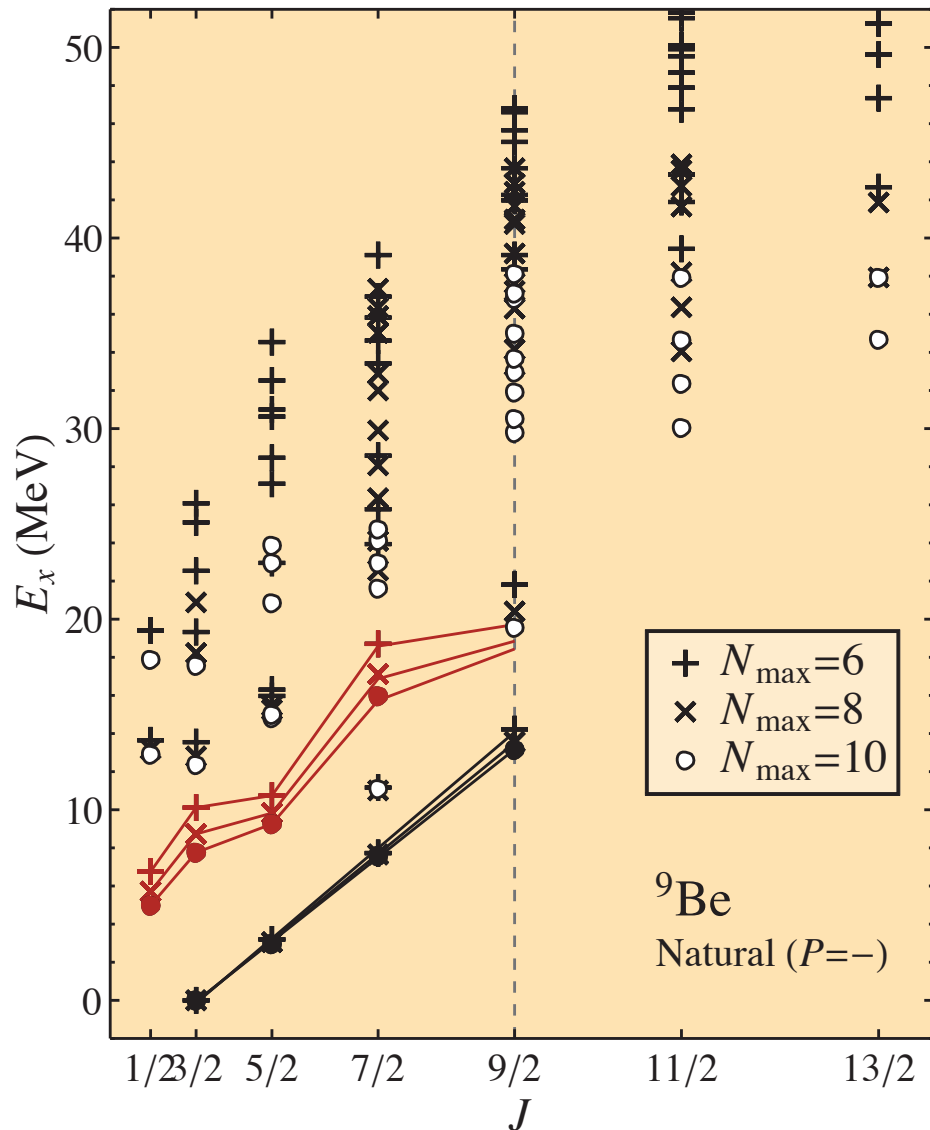 50
40
30
20
10
0
E_x (MeV)
N_max=6
N_max=8
N_max=10
⁹Be
Natural (P=−)
1/2 3/2 5/2 7/2 9/2 11/2 13/2
J